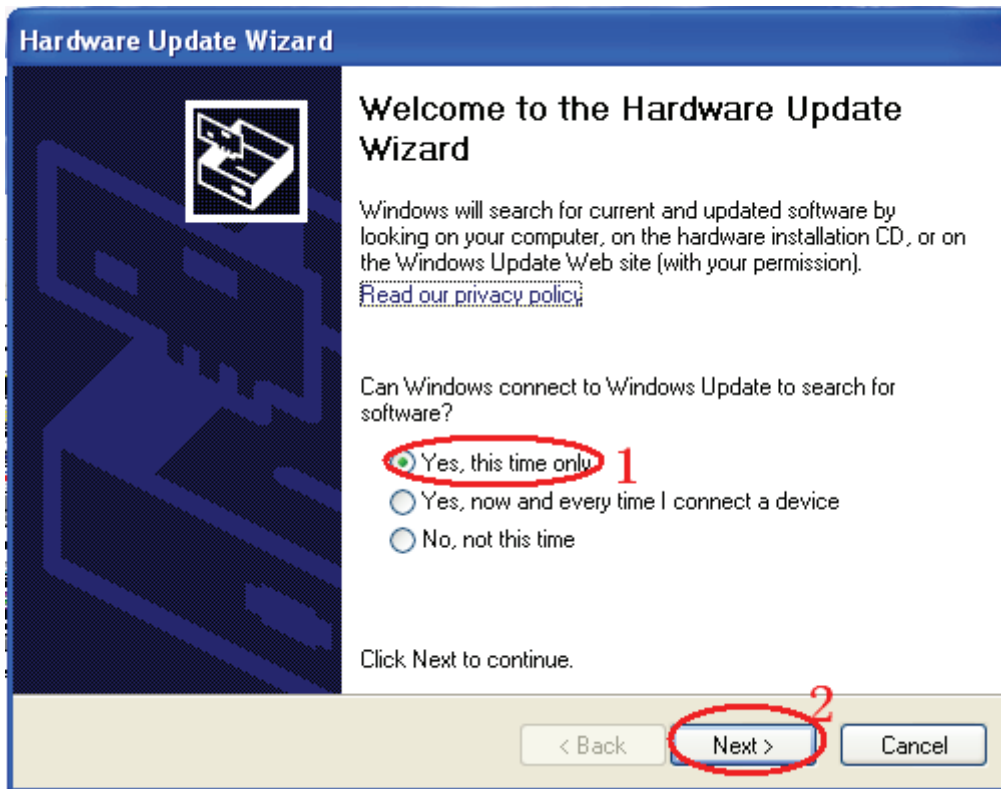 Hardware Update Wizard
Welcome to the Hardware Update
Wizard
Windows will search for current and updated software by
looking on your computer, on the hardware installation CD, or on
the Windows Update Web site (with your permission).
Read our privacy policy
Can Windows connect to Windows Update to search for
software?
Yes, this time only 1
Yes, now and every time I connect a device
No, not this time
Click Next to continue.
2
< Back Next > Cancel